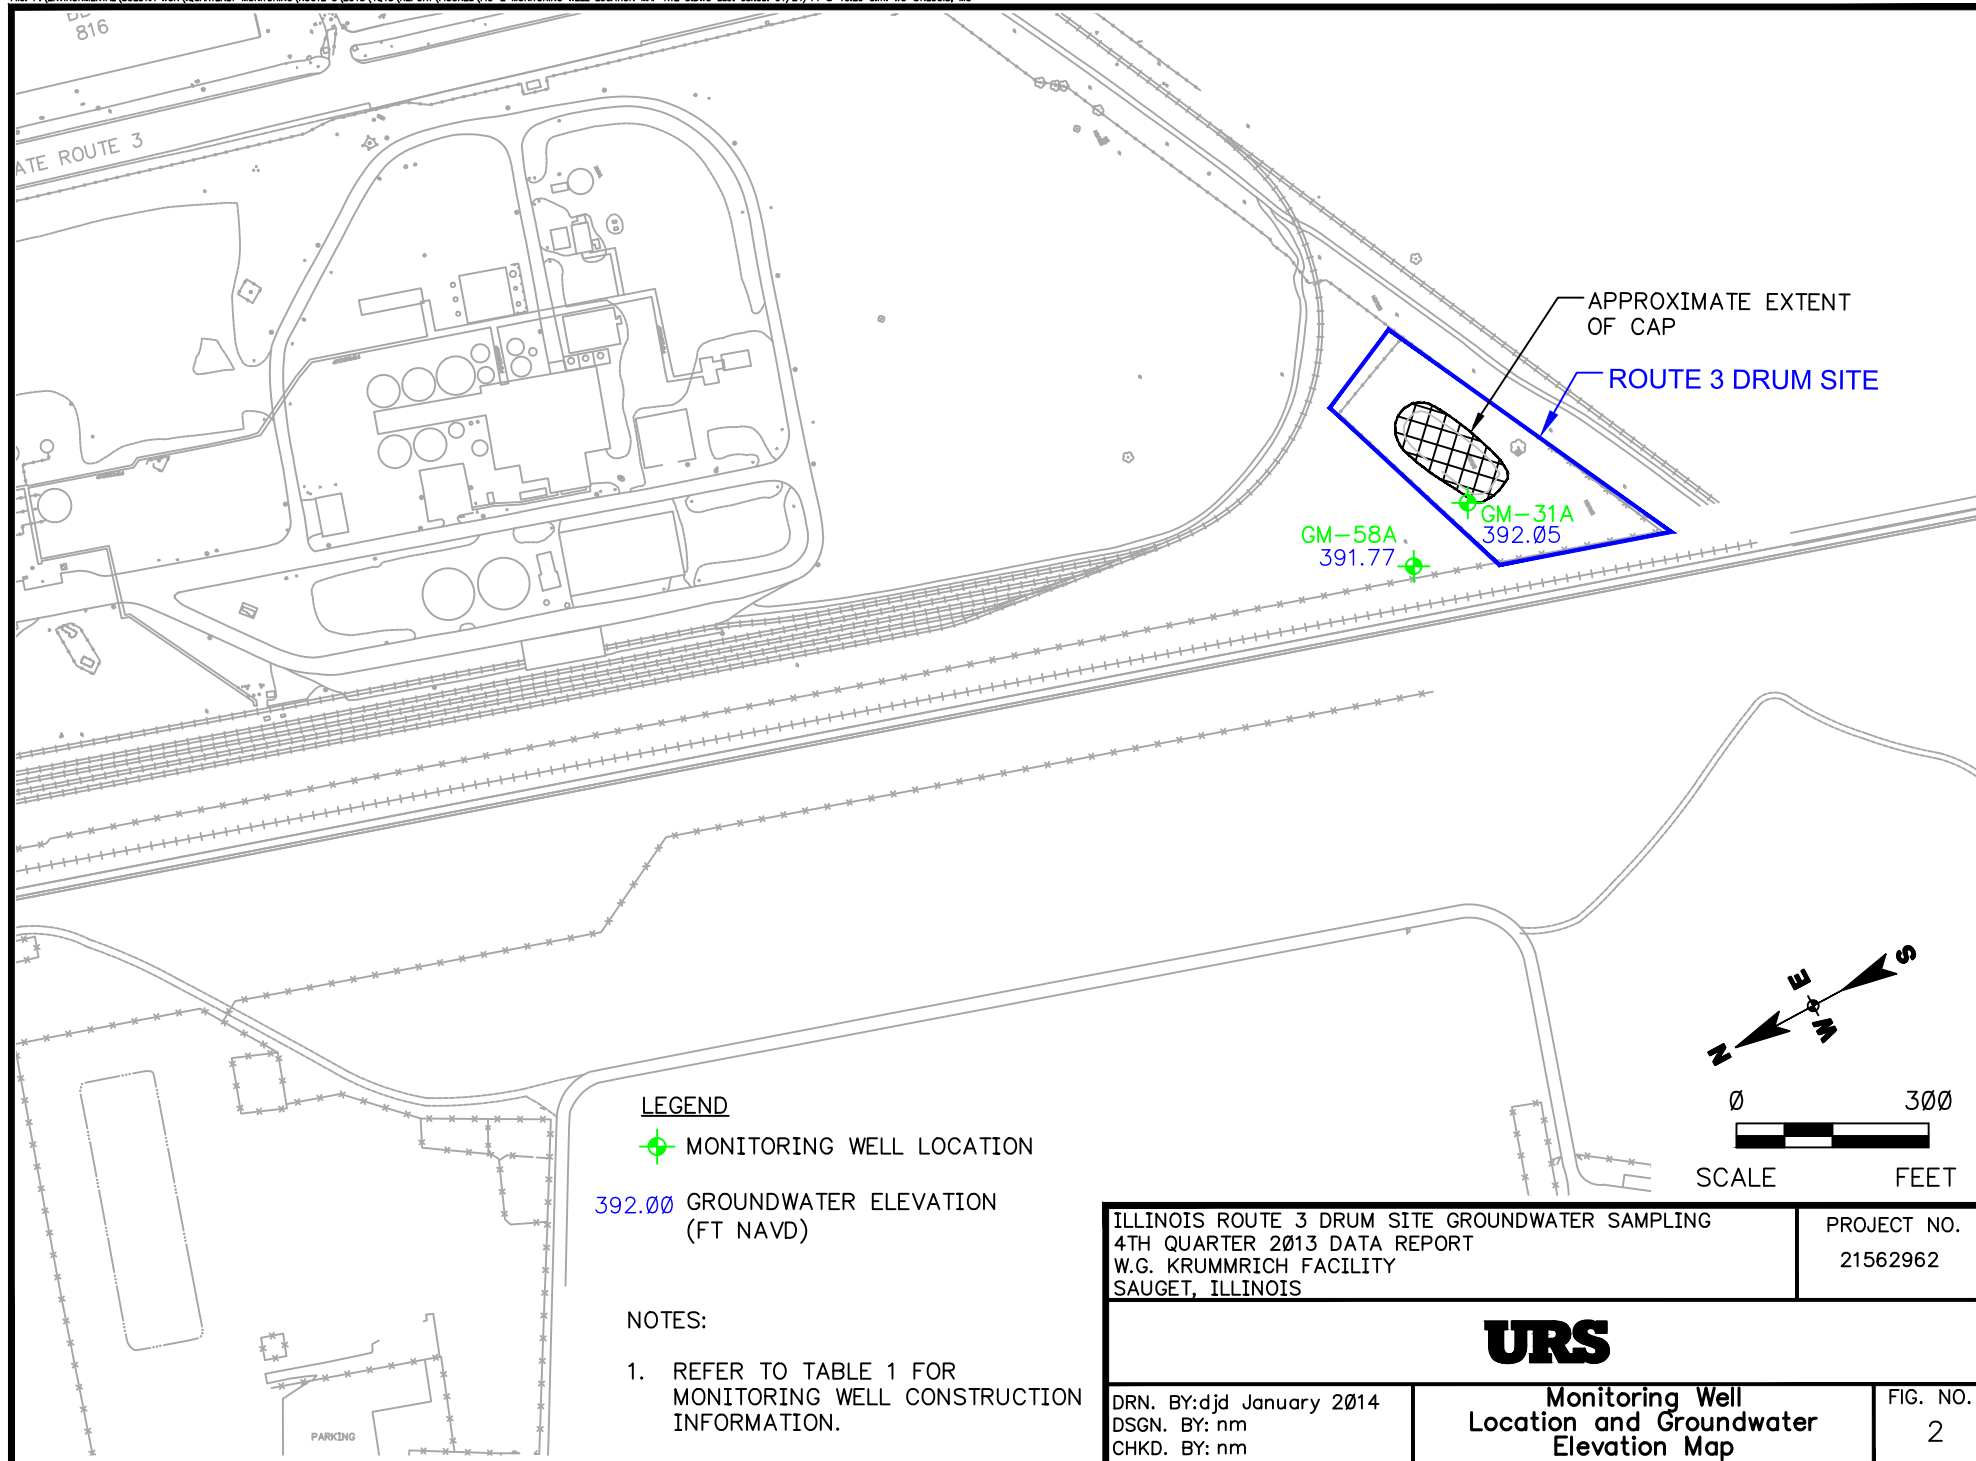 816
ATE ROUTE 3
APPROXIMATE EXTENT
OF CAP
ROUTE 3 DRUM SITE
GM-31A
392.05
GM-58A
391.77
S
E
W
N
0 300
SCALE FEET
LEGEND
MONITORING WELL LOCATION
392.00 GROUNDWATER ELEVATION
(FT NAVD)
NOTES:
1. REFER TO TABLE 1 FOR
MONITORING WELL CONSTRUCTION
INFORMATION.
PARKING
P
ILLINOIS ROUTE 3 DRUM SITE GROUNDWATER SAMPLING
4TH QUARTER 2013 DATA REPORT
W.G. KRUMMRICH FACILITY
SAUGET, ILLINOIS
PROJECT NO.
21562962
URS
DRN. BY:djd January 2014
DSGN. BY: nm
CHKD. BY: nm
Monitoring Well
Location and Groundwater
Elevation Map
FIG. NO.
2